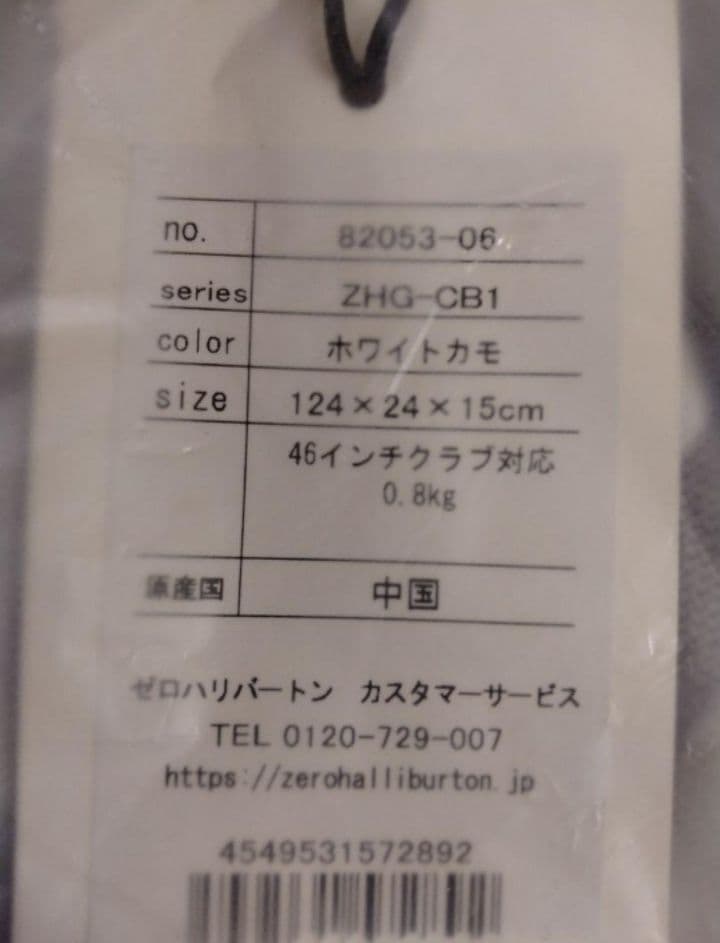 no. 82053-06
series ZHG-CB1
color ホワイトカモ
size 124×24×15cm
46インチクラブ対応
0.8kg
原産国 中国
ゼロハリバートン カスタマーサービス
TEL 0120-729-007
https://zerohalliburton.jp
4549531572892